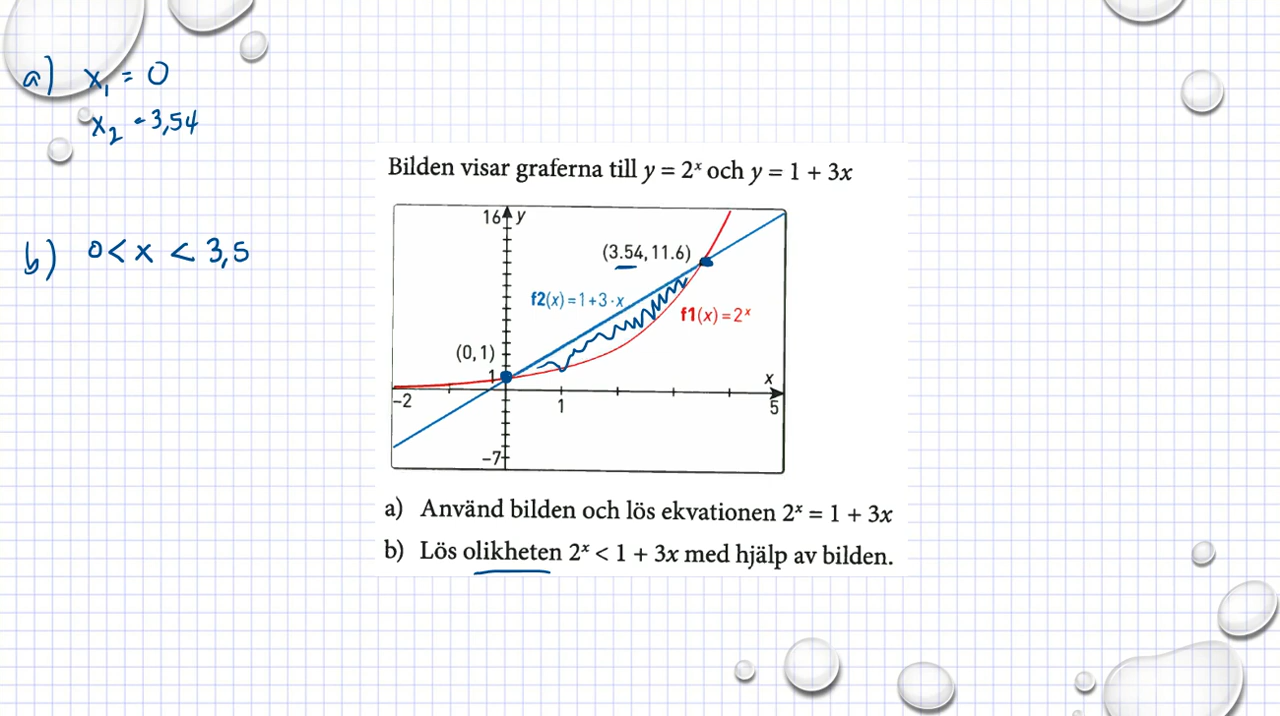 a) x₁ = 0
x₂ = 3,54
b) 0 < x < 3,5
Bilden visar graferna till y = 2ˣ och y = 1 + 3x
16 y
(3.54, 11.6)
f2(x) = 1+3·x
f1(x) = 2ˣ
(0, 1)
1
x
-2
1
5
-7
a) Använd bilden och lös ekvationen 2ˣ = 1 + 3x
b) Lös olikheten 2ˣ < 1 + 3x med hjälp av bilden.